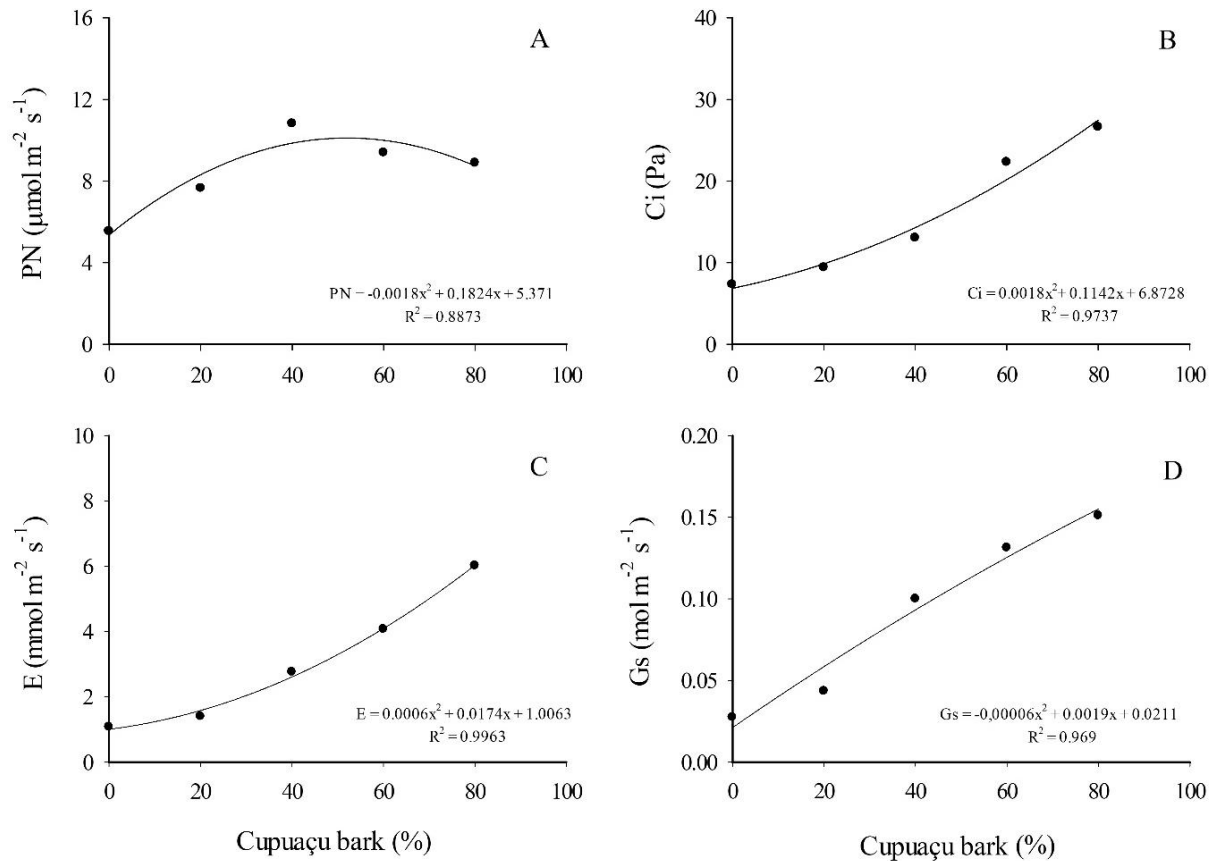 16
12
8
4
0
PN (µmol m⁻² s⁻¹)
A
PN = -0.0018x² + 0.1824x + 5.371
R² = 0.8873
0 20 40 60 80 100
40
30
20
10
0
Ci (Pa)
B
Ci = 0.0018x² + 0.1142x + 6.8728
R² = 0.9737
0 20 40 60 80 100
10
8
6
4
2
0
E (mmol m⁻² s⁻¹)
C
E = 0.0006x² + 0.0174x + 1.0063
R² = 0.9963
0 20 40 60 80 100
Cupuaçu bark (%)
0.20
0.15
0.10
0.05
0.00
Gs (mol m⁻² s⁻¹)
D
Gs = -0,00006x² + 0.0019x + 0.0211
R² = 0.969
0 20 40 60 80 100
Cupuaçu bark (%)